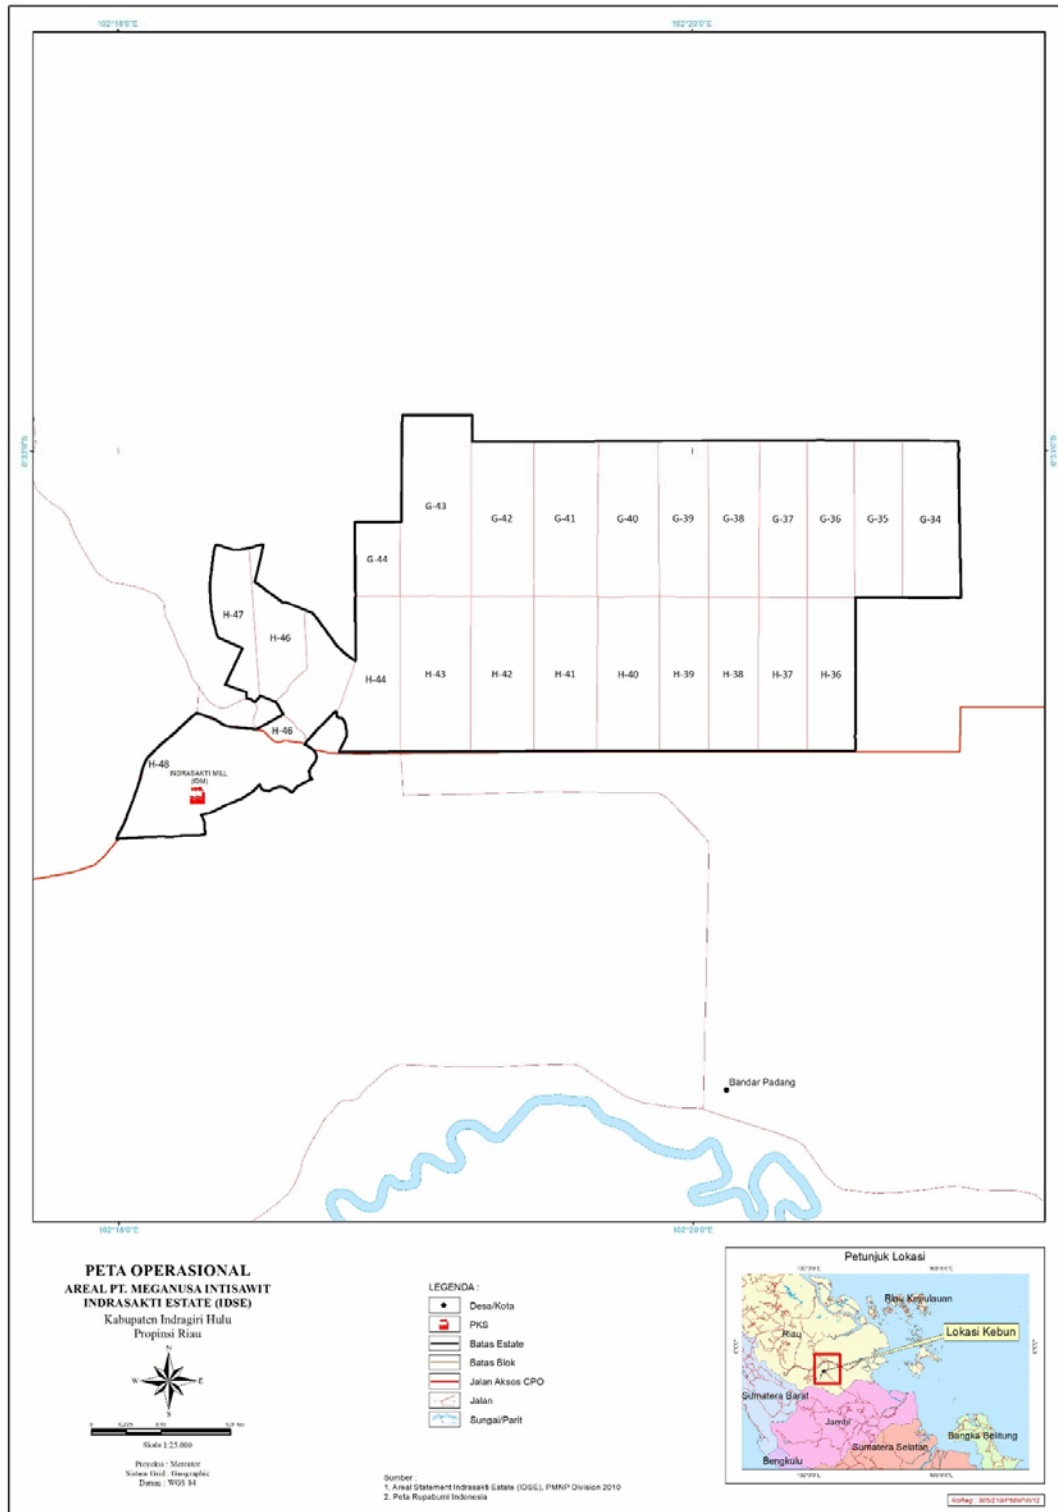 102°18'0"E
102°20'0"E
G-43
G-42
G-41
G-40
G-39
G-38
G-37
G-36
G-35
G-34
G-44
H-47
H-46
H-44
H-43
H-42
H-41
H-40
H-39
H-38
H-37
H-36
H-46
H-48
INDRASAKTI MILL
(IDM)
Bandar Padang
102°18'0"E
102°20'0"E
PETA OPERASIONAL
AREAL PT. MEGANUSA INTISAWIT
INDRASAKTI ESTATE (IDSE)
Kabupaten Indragiri Hulu
Propinsi Riau
N
W
E
S
Skala 1:25.000
Proyeksi : Mercator
Sistem Grid : Geographic
Datum : WGS 84
LEGENDA :
Desa/Kota
PKS
Batas Estate
Batas Blok
Jalan Akses CPO
Jalan
Sungai/Parit
Sumber :
1. Areal Statement Indrasakti Estate (IDSE), PMNP Division 2010
2. Peta Rupabumi Indonesia
Petunjuk Lokasi
Riau Kepulauan
Riau
Lokasi Kebun
Sumatera Barat
Jambi
Bangka Belitung
Sumatera Selatan
Bengkulu